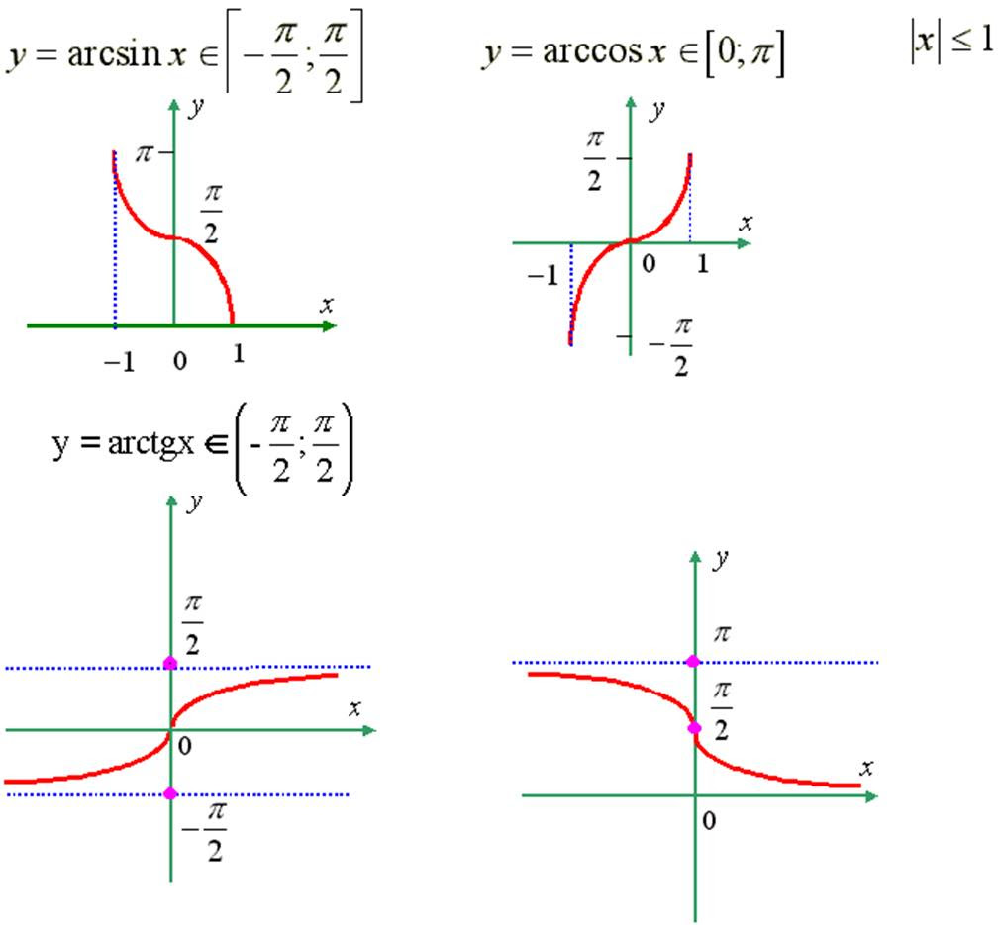 y = arcsin x ∈ [-π/2 ; π/2]
y = arccos x ∈ [0; π]
|x| ≤ 1
y
π
π/2
x
−1 0 1
y
π/2
x
−1 0 1
−π/2
y = arctgx ∈ (-π/2 ; π/2)
y
π/2
x
0
−π/2
y
π
π/2
x
0